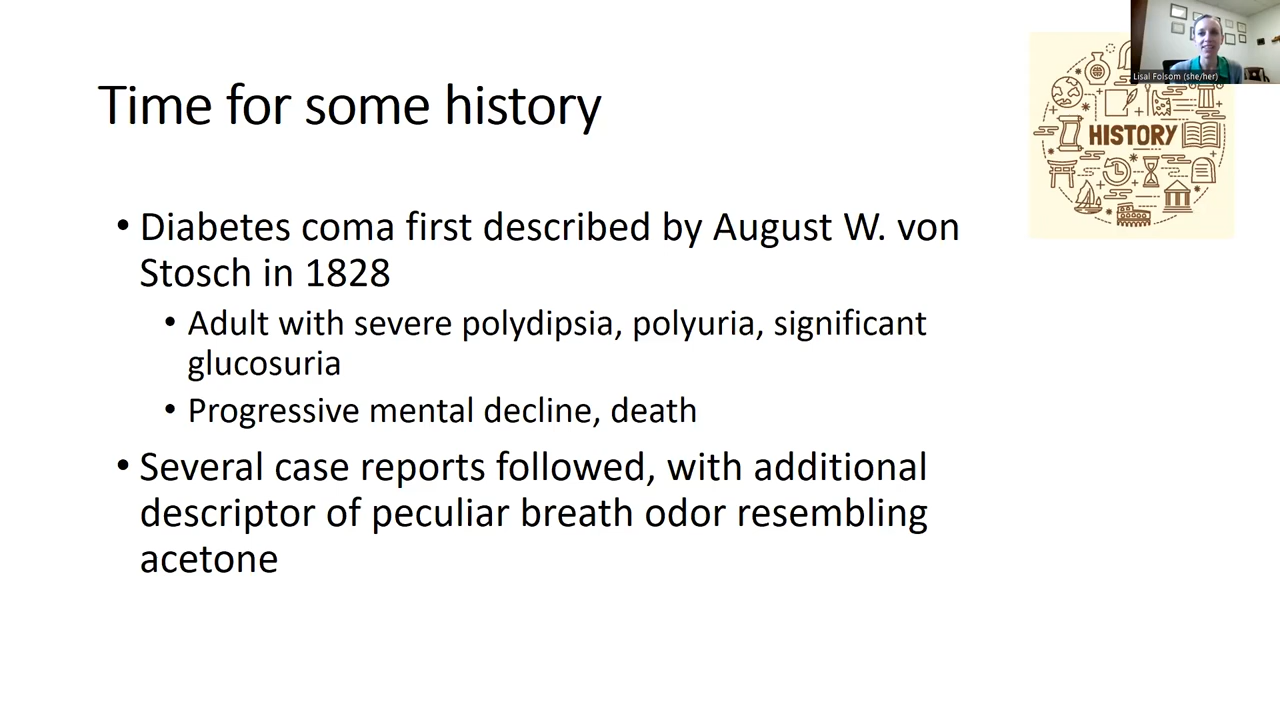 Time for some history
HISTORY
Lisal Folsom (she/her)
• Diabetes coma first described by August W. von
Stosch in 1828
• Adult with severe polydipsia, polyuria, significant
glucosuria
• Progressive mental decline, death
• Several case reports followed, with additional
descriptor of peculiar breath odor resembling
acetone